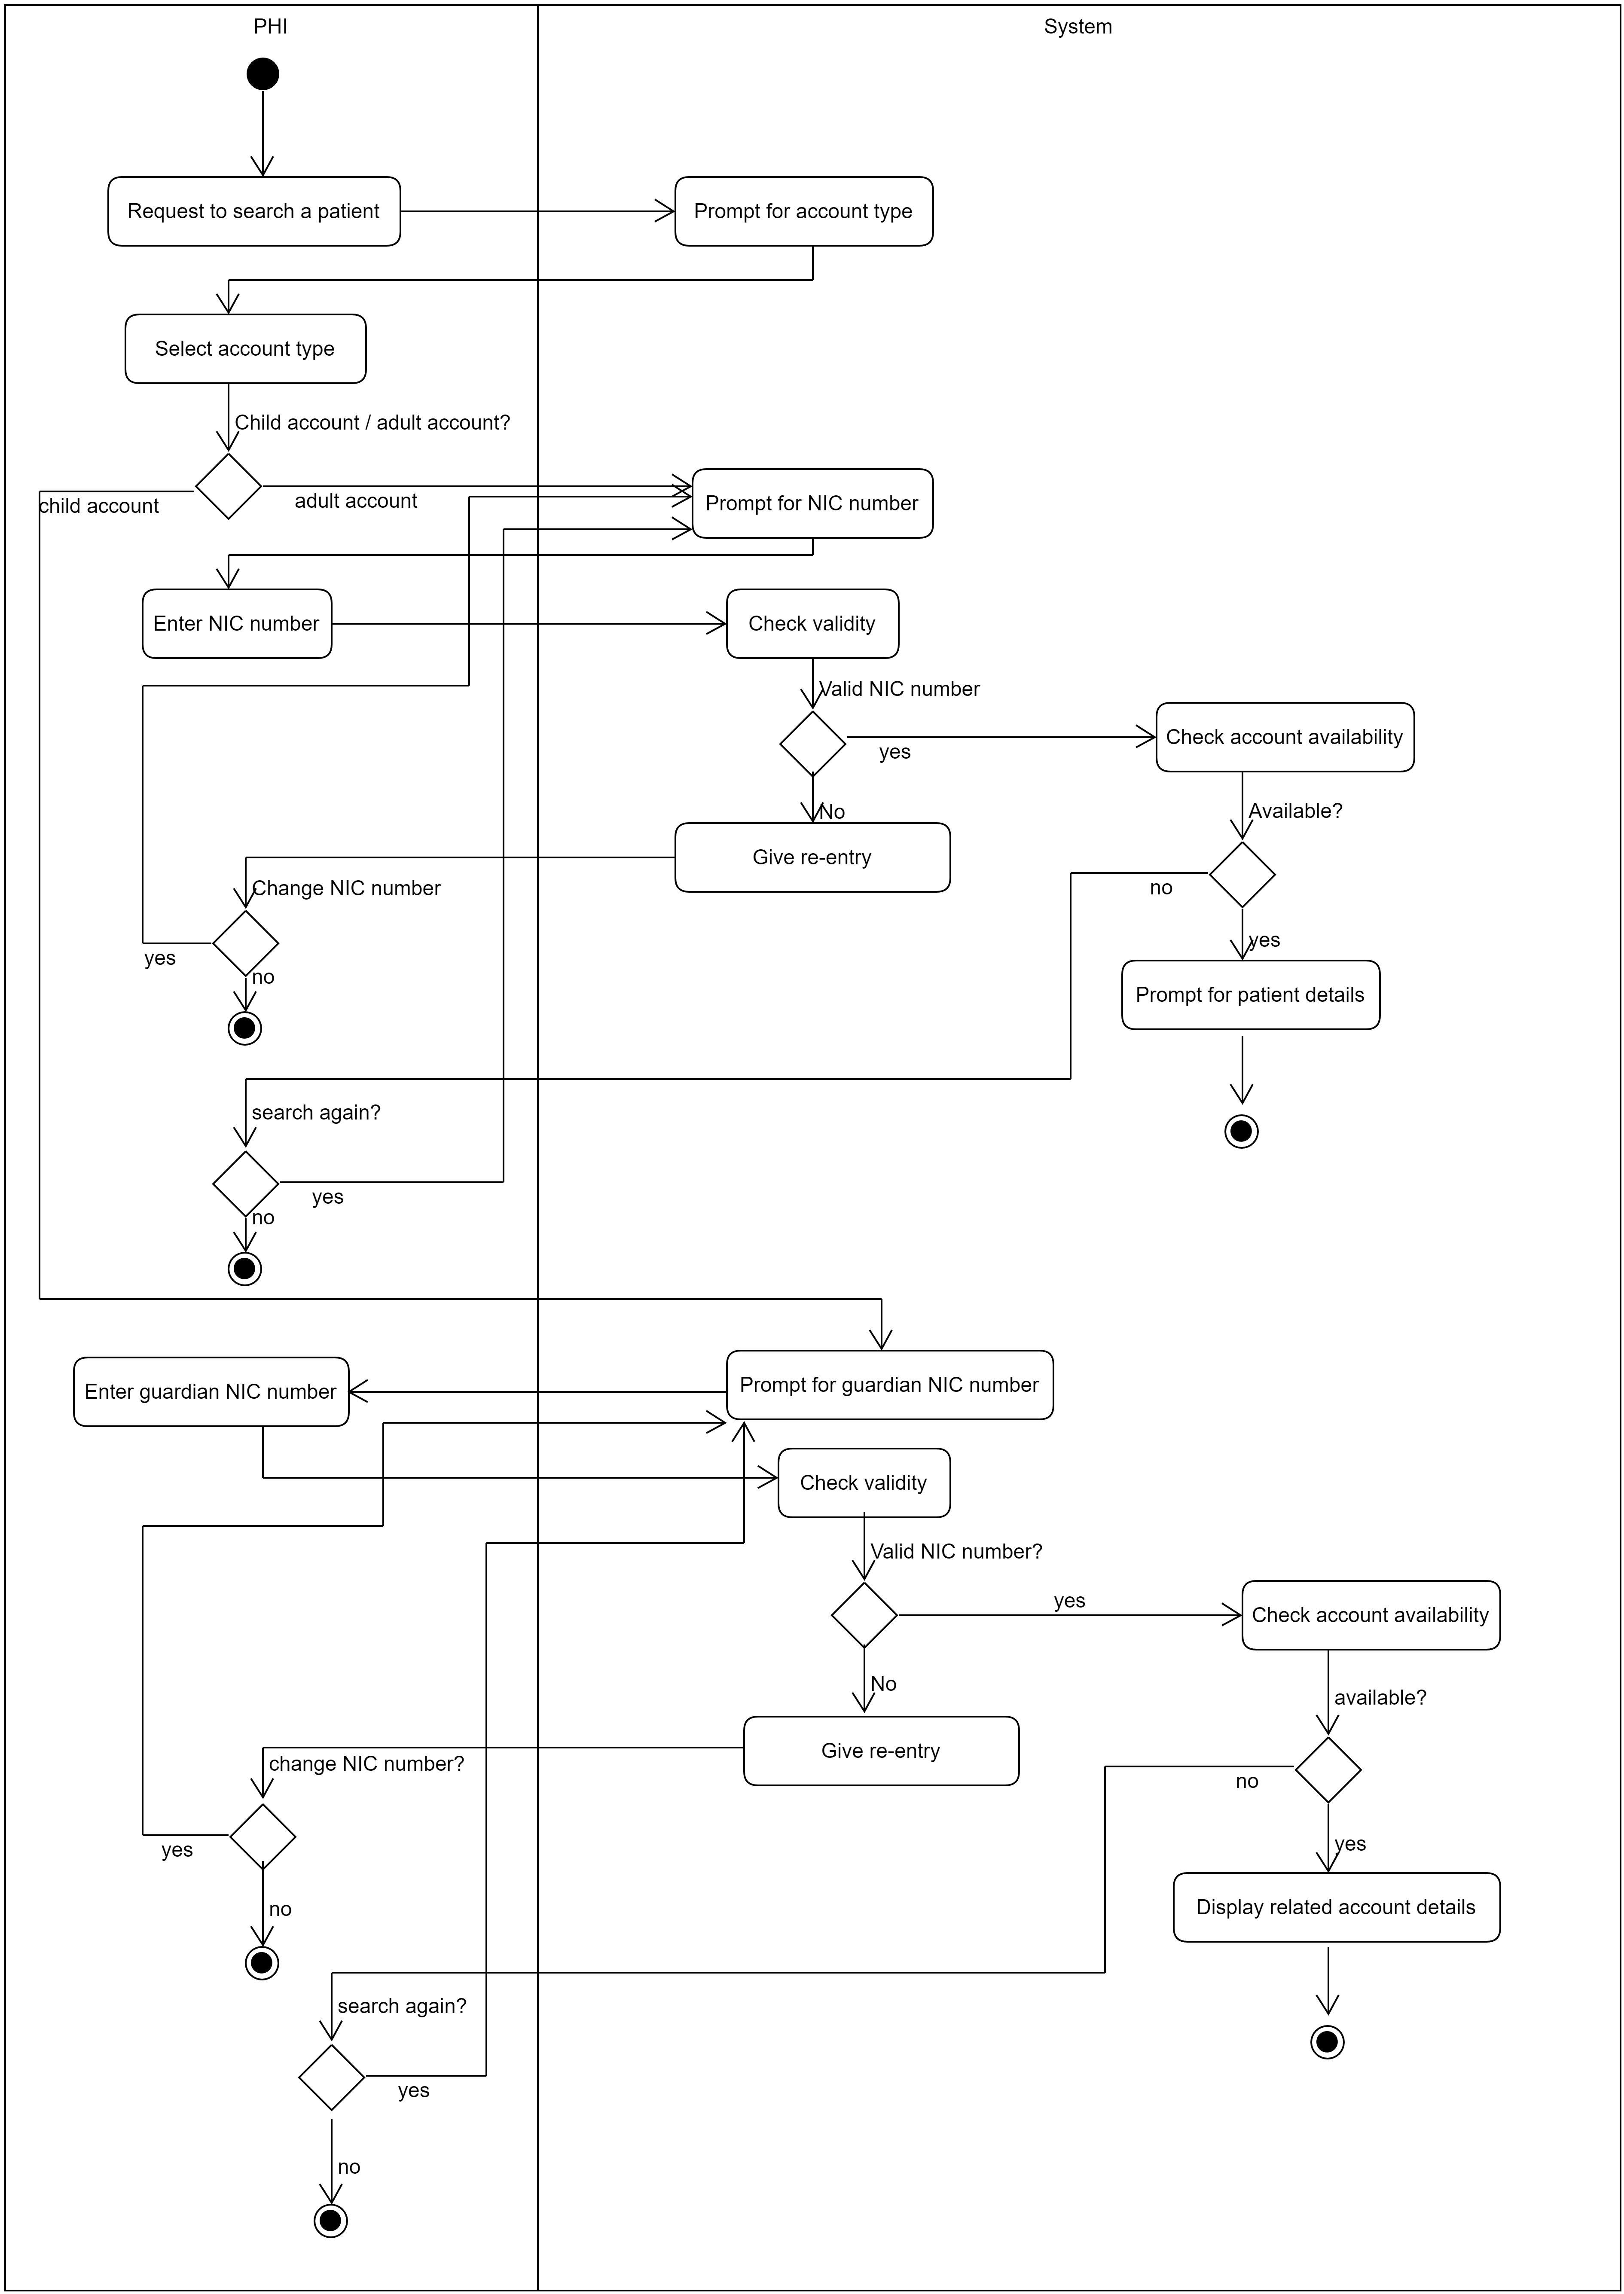 PHI
System
Request to search a patient
Prompt for account type
Select account type
Child account / adult account?
child account
adult account
Prompt for NIC number
Enter NIC number
Check validity
Valid NIC number
yes
Check account availability
No
Available?
Give re-entry
Change NIC number
no
yes
yes
no
Prompt for patient details
search again?
yes
no
Prompt for guardian NIC number
Enter guardian NIC number
Check validity
Valid NIC number?
yes
Check account availability
No
available?
Give re-entry
change NIC number?
no
yes
yes
no
Display related account details
search again?
yes
no